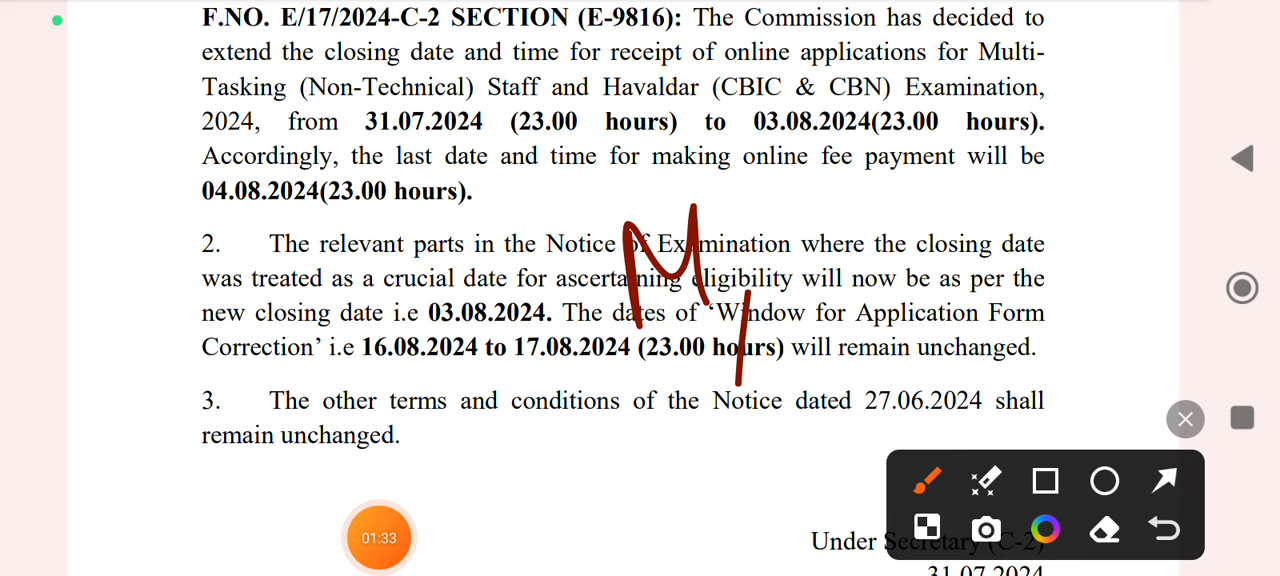 F.NO. E/17/2024-C-2 SECTION (E-9816): The Commission has decided to
extend the closing date and time for receipt of online applications for Multi-
Tasking (Non-Technical) Staff and Havaldar (CBIC & CBN) Examination,
2024, from 31.07.2024 (23.00 hours) to 03.08.2024(23.00 hours).
Accordingly, the last date and time for making online fee payment will be
04.08.2024(23.00 hours).
2. The relevant parts in the Notice of Examination where the closing date
was treated as a crucial date for ascertaining eligibility will now be as per the
new closing date i.e 03.08.2024. The dates of ‘Window for Application Form
Correction’ i.e 16.08.2024 to 17.08.2024 (23.00 hours) will remain unchanged.
3. The other terms and conditions of the Notice dated 27.06.2024 shall
remain unchanged.
M
01:33
Under Secretary (C-2)
31.07.2024